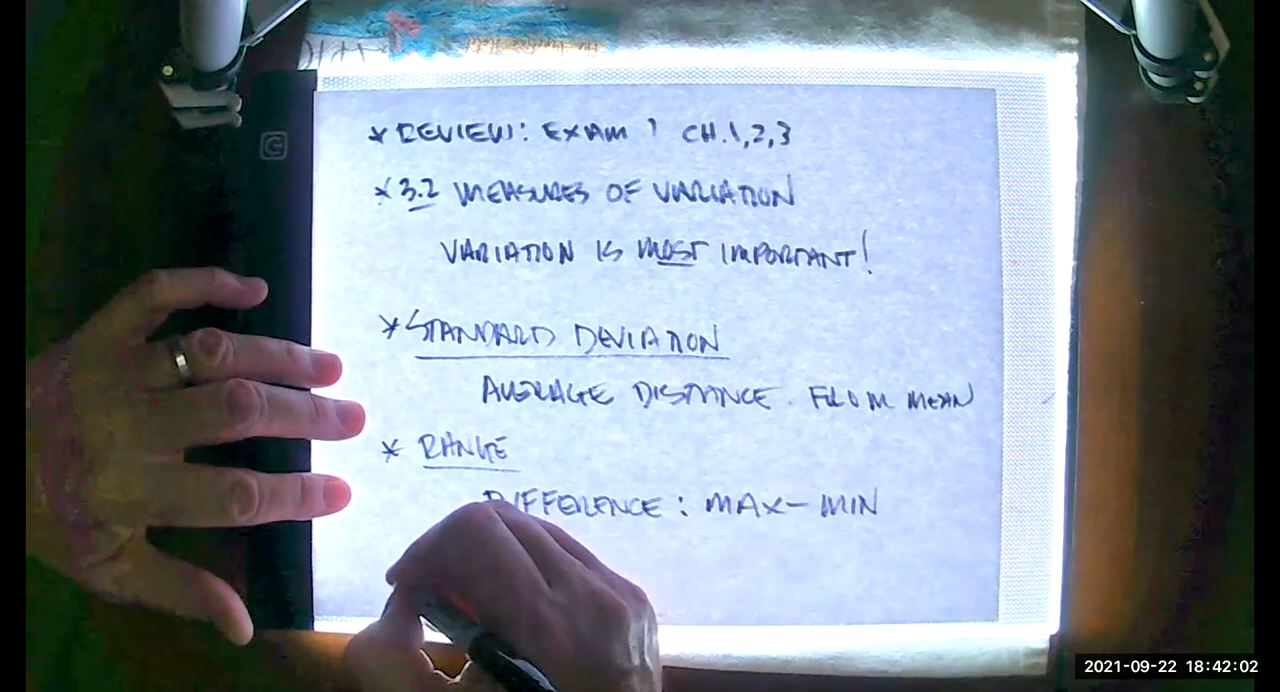 * REVIEW: EXAM 1 CH. 1, 2, 3
* 3.2 MEASURES OF VARIATION
VARIATION IS MOST IMPORTANT!
* STANDARD DEVIATION
AVERAGE DISTANCE FROM MEAN
* RANGE
DIFFERENCE: MAX - MIN
2021-09-22 18:42:02